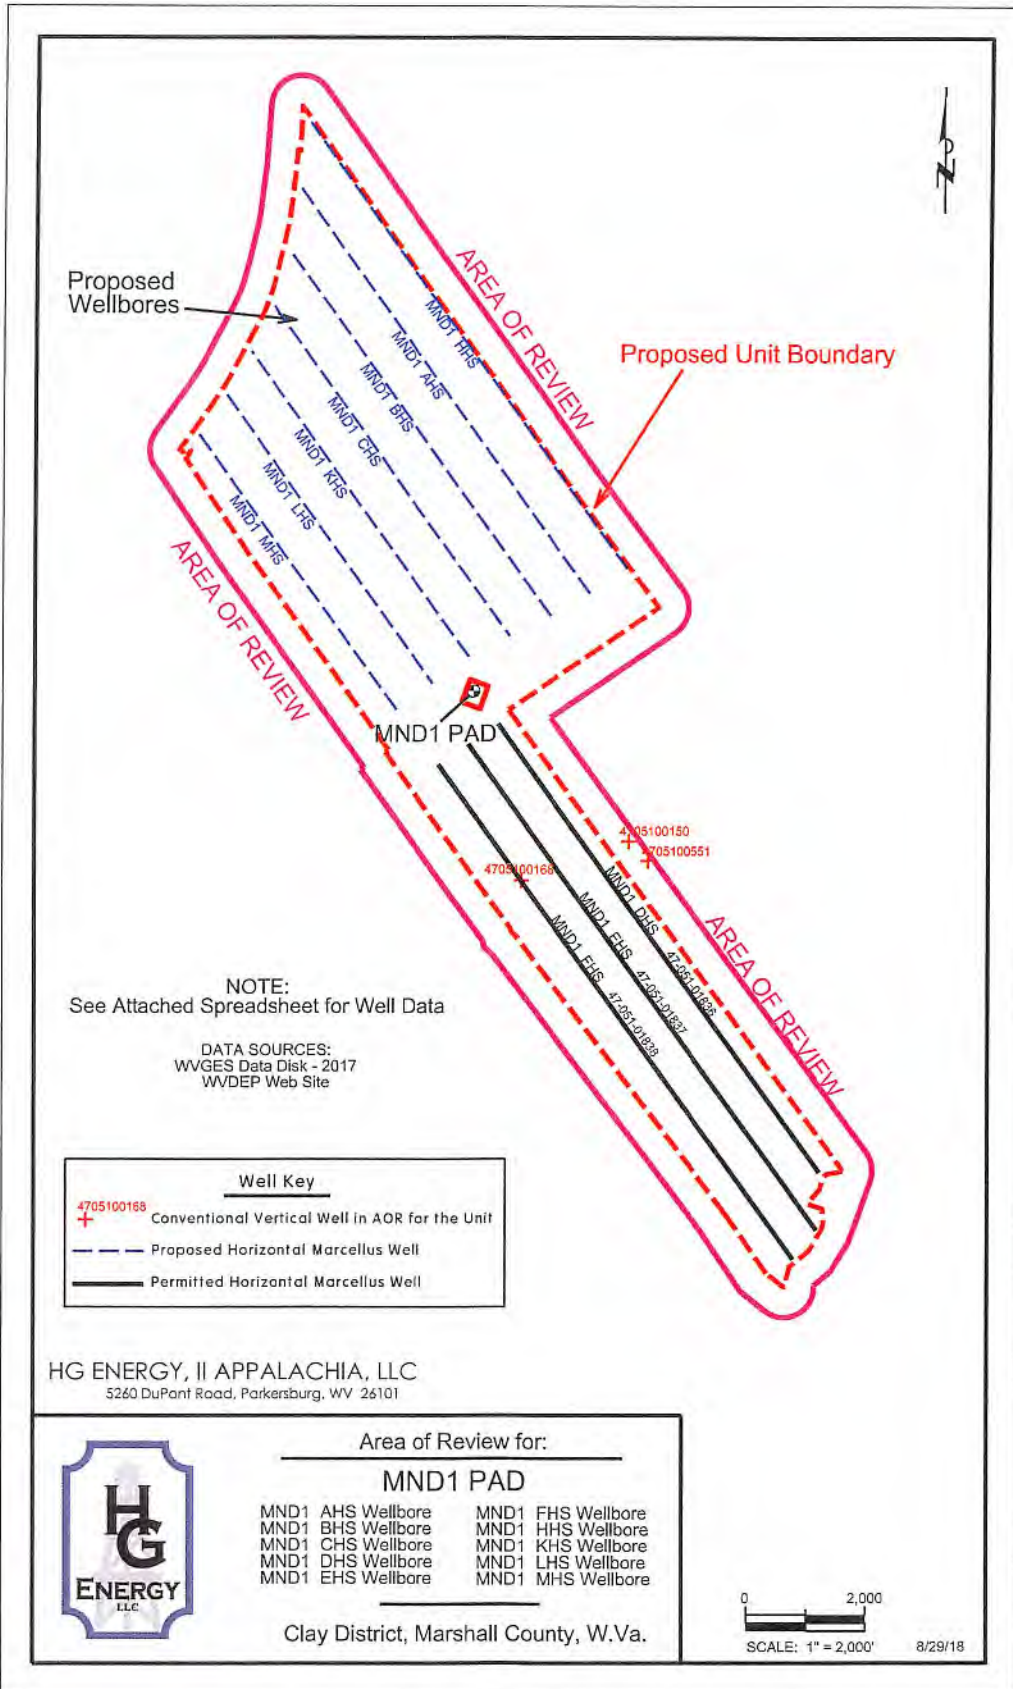 N
AREA OF REVIEW
Proposed
Wellbores
MND1 HHS
Proposed Unit Boundary
MND1 AHS
MND1 BHS
MND1 CHS
MND1 KHS
MND1 LHS
MND1 MHS
AREA OF REVIEW
MND1 PAD
4705100150
4705100551
4705100168
MND1 DHS 47-051-01836
MND1 EHS 47-051-01837
MND1 FHS 47-051-01838
AREA OF REVIEW
NOTE:
See Attached Spreadsheet for Well Data
DATA SOURCES:
WVGES Data Disk - 2017
WVDEP Web Site
Well Key
4705100168
Conventional Vertical Well in AOR for the Unit
Proposed Horizontal Marcellus Well
Permitted Horizontal Marcellus Well
HG ENERGY, II APPALACHIA, LLC
5260 DuPont Road, Parkersburg, WV 26101
HG
ENERGY
LLC
Area of Review for:
MND1 PAD
MND1 AHS Wellbore MND1 FHS Wellbore
MND1 BHS Wellbore MND1 HHS Wellbore
MND1 CHS Wellbore MND1 KHS Wellbore
MND1 DHS Wellbore MND1 LHS Wellbore
MND1 EHS Wellbore MND1 MHS Wellbore
Clay District, Marshall County, W.Va.
0 2,000
SCALE: 1" = 2,000'
8/29/18